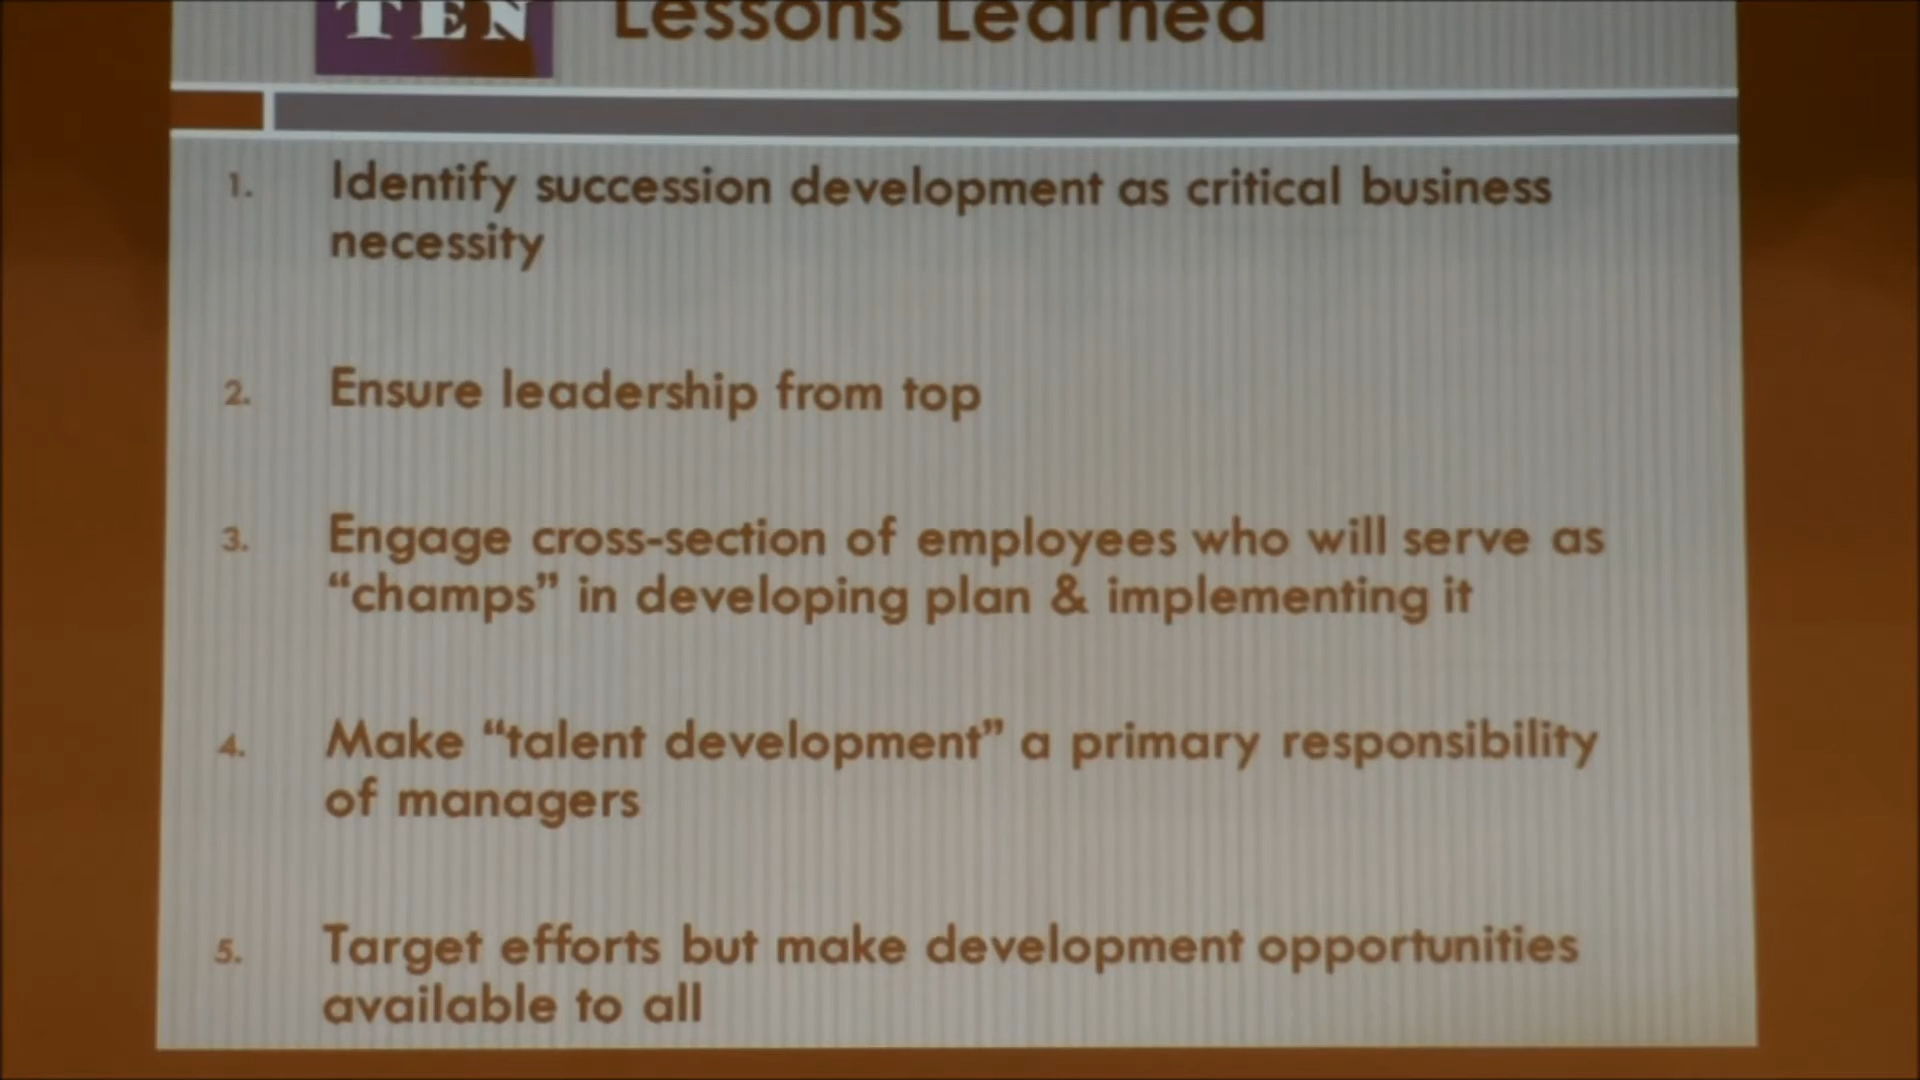 TEN Lessons Learned
1. Identify succession development as critical business
necessity
2. Ensure leadership from top
3. Engage cross-section of employees who will serve as
“champs” in developing plan & implementing it
4. Make “talent development” a primary responsibility
of managers
5. Target efforts but make development opportunities
available to all